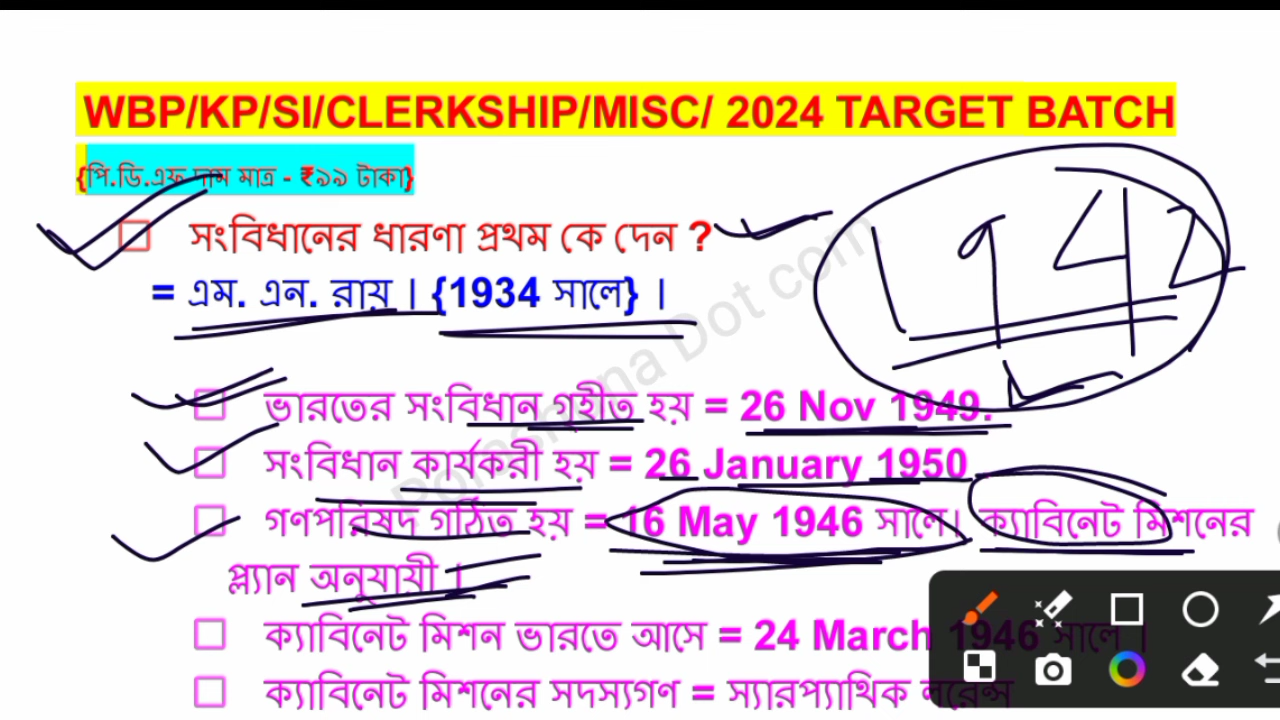 WBP/KP/SI/CLERKSHIP/MISC/ 2024 TARGET BATCH
{পি.ডি.এফ দাম মাত্র - ₹৯৯ টাকা}
সংবিধানের ধারণা প্রথম কে দেন ?
= এম. এন. রায় । {1934 সালে} ।
1942
ভারতের সংবিধান গৃহীত হয় = 26 Nov 1949.
সংবিধান কার্যকরী হয় = 26 January 1950
গণপরিষদ গঠিত হয় = 16 May 1946 সালে। ক্যাবিনেট মিশনের
প্ল্যান অনুযায়ী ।
ক্যাবিনেট মিশন ভারতে আসে = 24 March 1946 সালে ।
ক্যাবিনেট মিশনের সদস্যগণ = স্যারপ্যাথিক লরেন্স